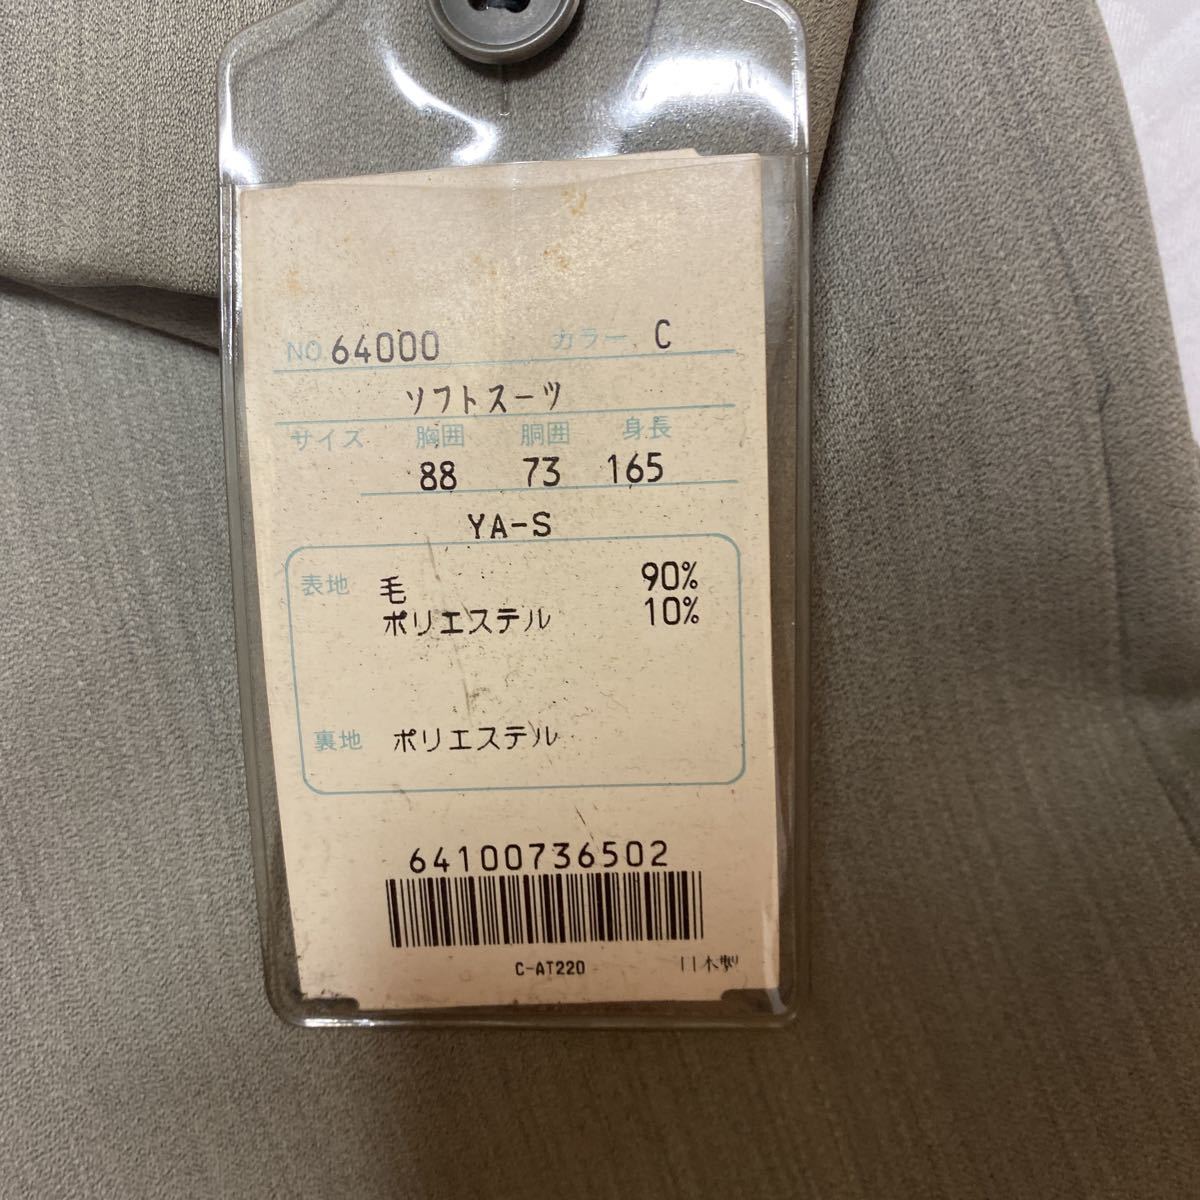 NO. 64000 カラー C
ソフトスーツ
サイズ 胸囲 胴囲 身長
88 73 165
YA-S
表地 毛 90%
ポリエステル 10%
裏地 ポリエステル
64100736502
C-AT220 日本製